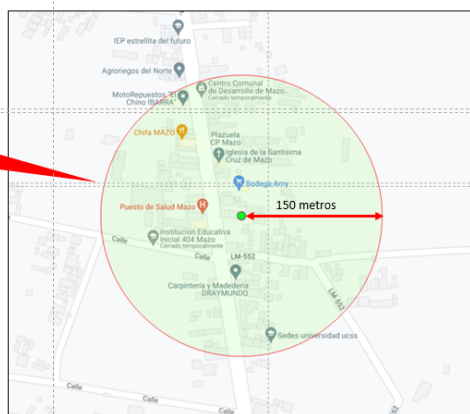 IEP estrellita del futuro
Agroriegos del Norte
Centro Comunal
de Desarrollo de Mazo...
Cerrado temporalmente
MotoRepuestos "El
Chino IBARRA"
Chifa MAZO
Plazuela
CP Mazo
Iglesia de la Santísima
Cruz de Mazo
Bodega Amy
Puesto de Salud Mazo
150 metros
Institucion Educativa
Inicial 404 Mazo
Cerrado temporalmente
Calle
Calle
LM-552
Carpintería y Madedería
DRAYMUNDO
LM-552
Sedes universidad ucss
Calle
Calle